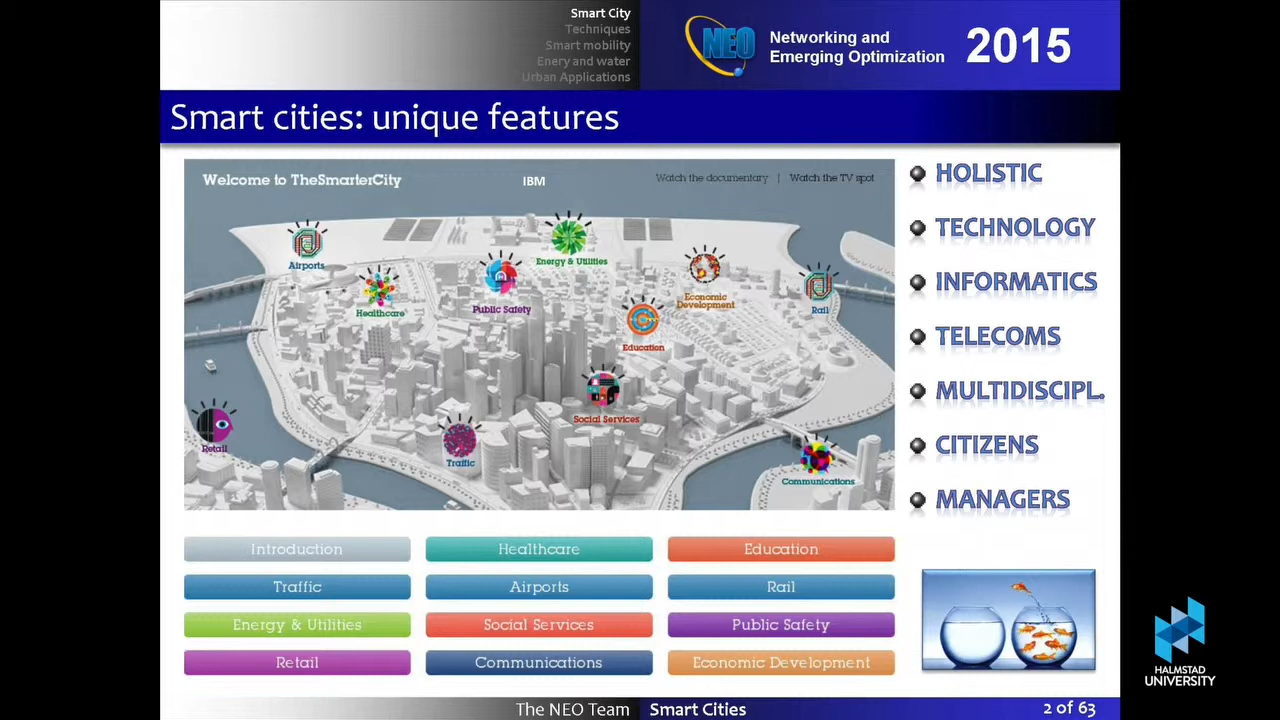 Smart City
Techniques
Smart mobility
Enery and water
Urban Applications
NEO
Networking and
Emerging Optimization
2015
Smart cities: unique features
Welcome to TheSmarterCity
IBM
Watch the documentary | Watch the TV spot
Airports
Healthcare
Public Safety
Energy & Utilities
Economic
Development
Rail
Education
Social Services
Retail
Traffic
Communications
HOLISTIC
TECHNOLOGY
INFORMATICS
TELECOMS
MULTIDISCIPL.
CITIZENS
MANAGERS
Introduction
Healthcare
Education
Traffic
Airports
Rail
Energy & Utilities
Social Services
Public Safety
Retail
Communications
Economic Development
HALMSTAD
UNIVERSITY
The NEO Team
Smart Cities
2 of 63